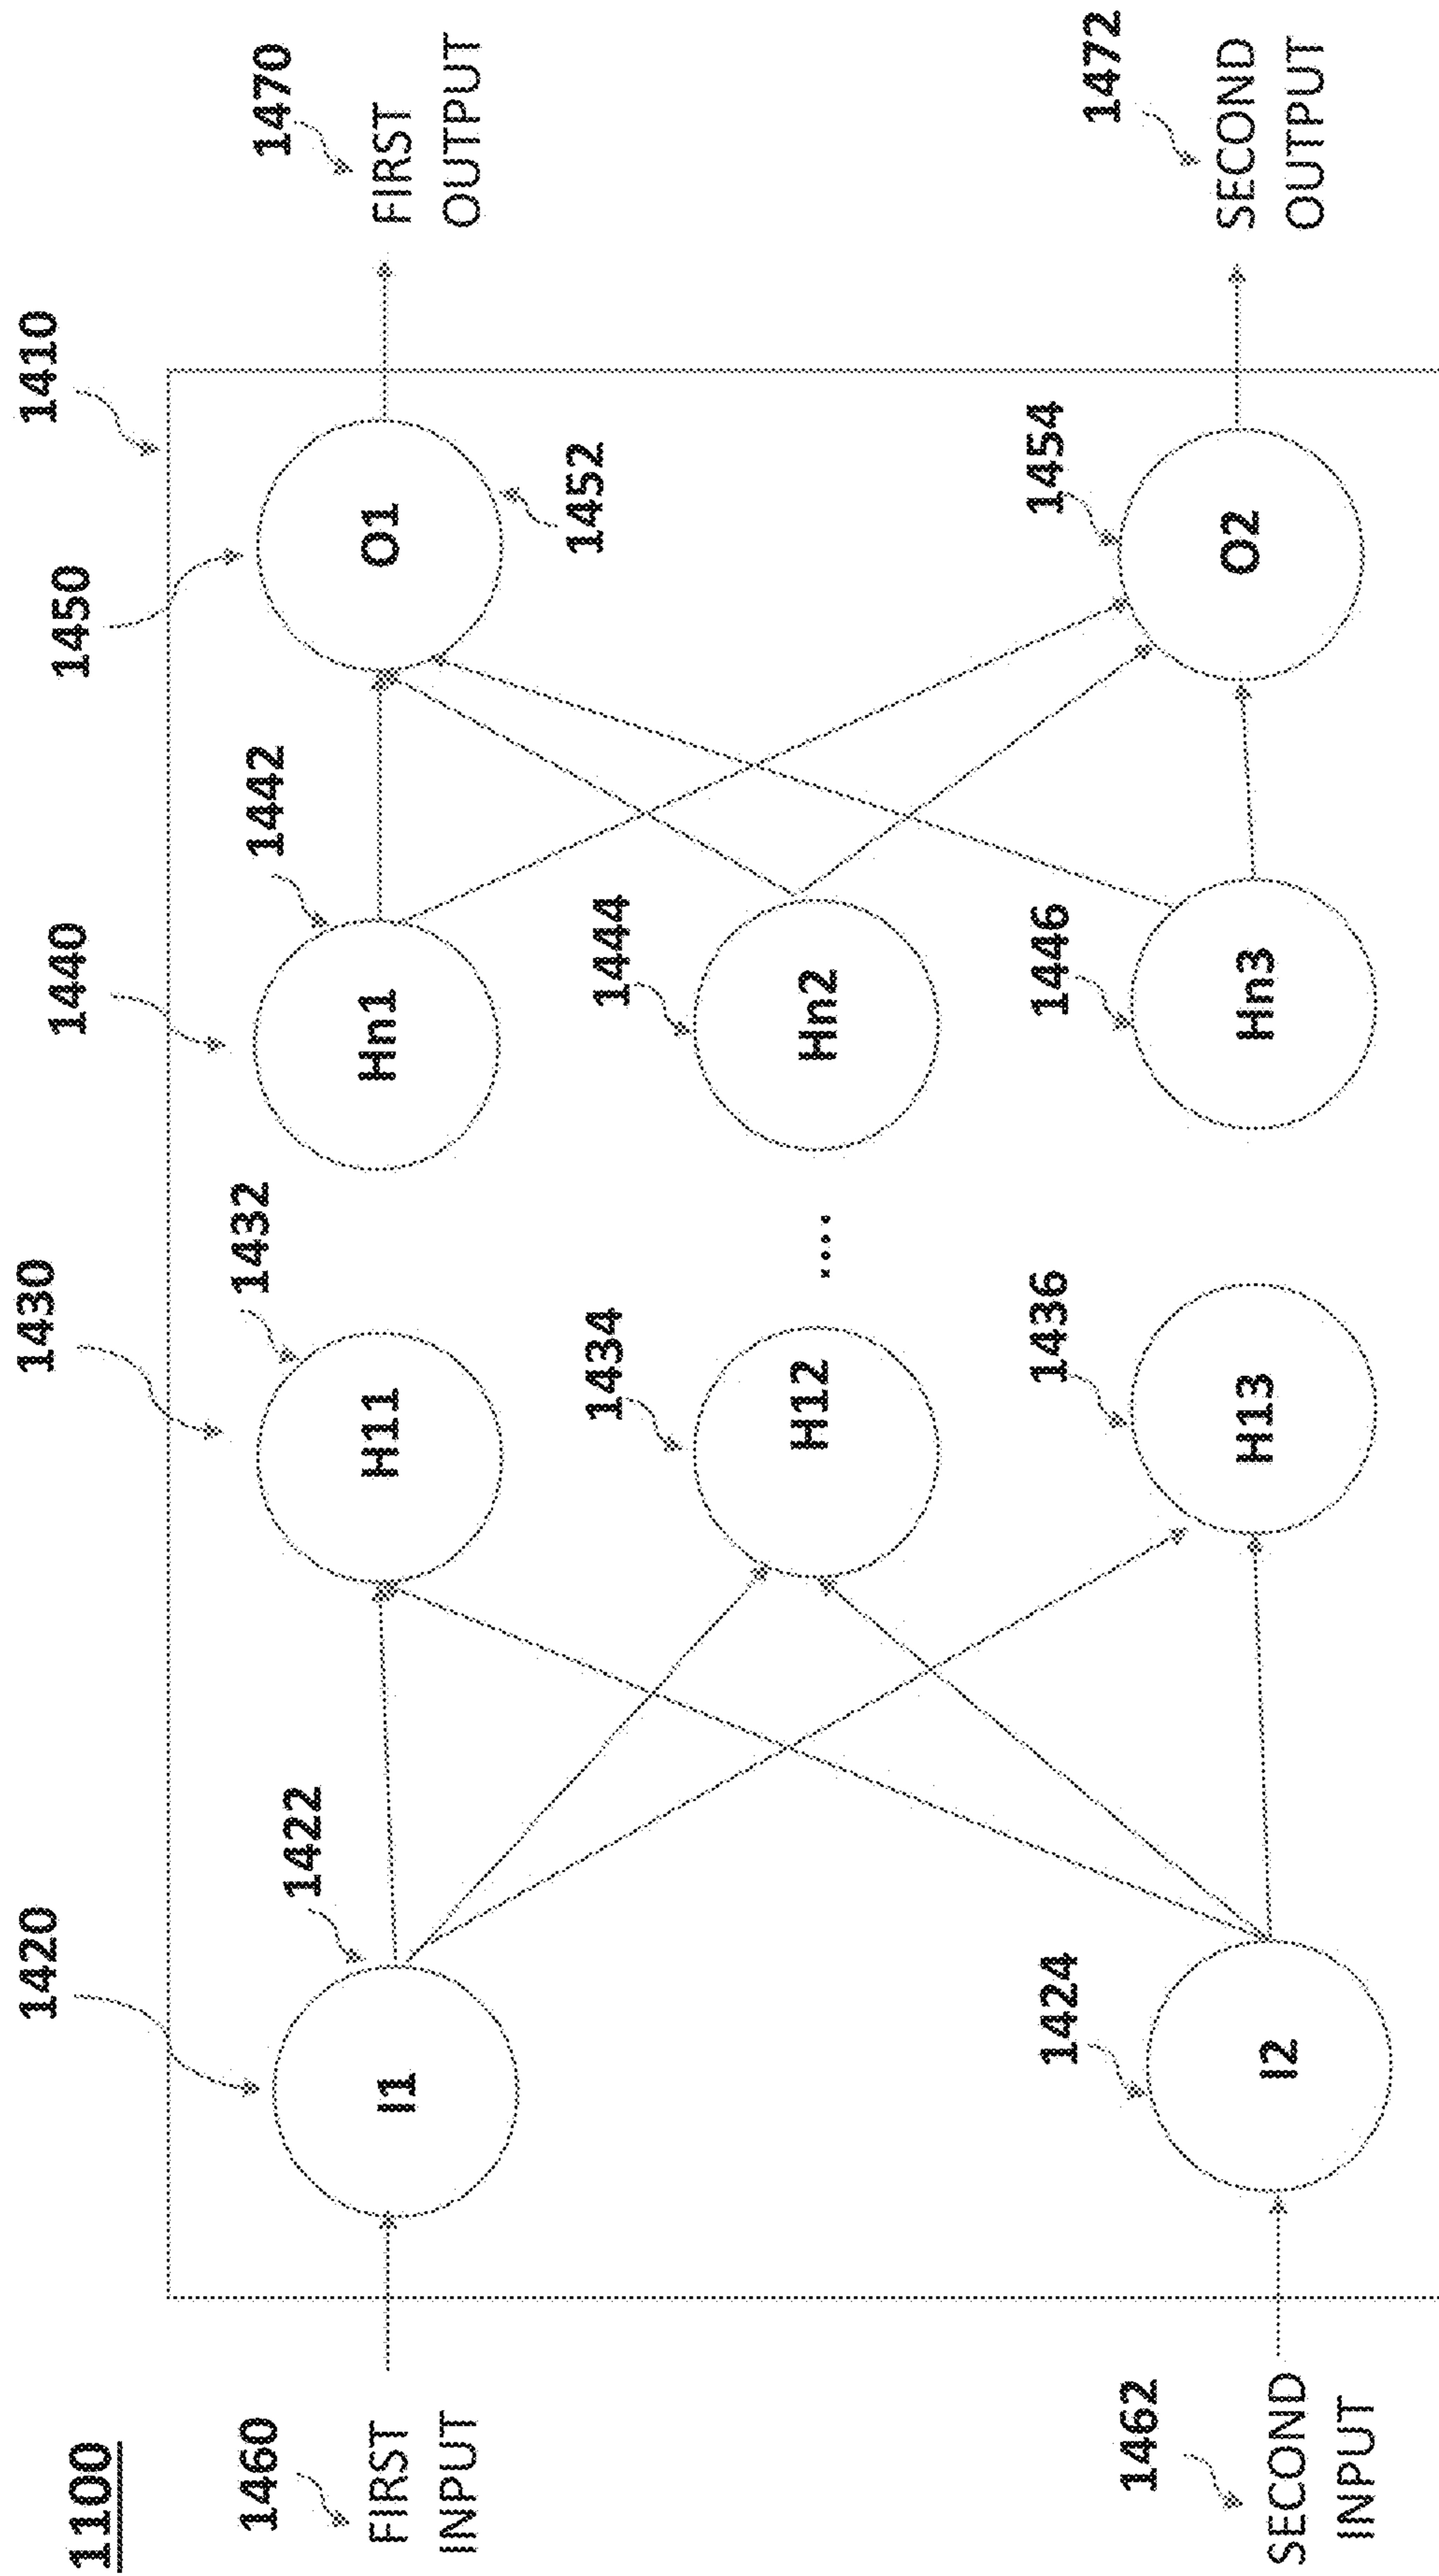 1100
1410
1420
1430
1440
1450
1460
FIRST
INPUT
I1
1422
H11
1432
Hn1
1442
O1
1452
1470
FIRST
OUTPUT
1434
H12
....
1444
Hn2
1462
SECOND
INPUT
1424
I2
1436
H13
1446
Hn3
1454
O2
1472
SECOND
OUTPUT